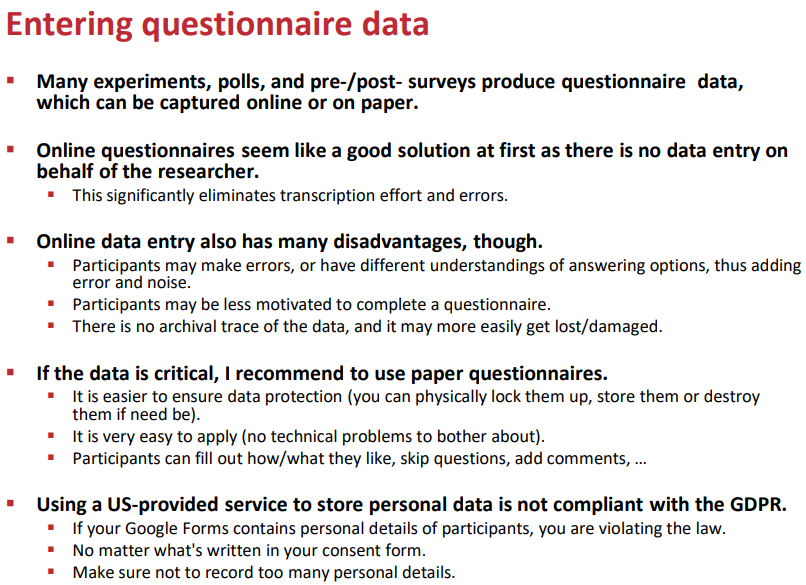 Entering questionnaire data
▪ Many experiments, polls, and pre-/post- surveys produce questionnaire data,
which can be captured online or on paper.
▪ Online questionnaires seem like a good solution at first as there is no data entry on
behalf of the researcher.
▪ This significantly eliminates transcription effort and errors.
▪ Online data entry also has many disadvantages, though.
▪ Participants may make errors, or have different understandings of answering options, thus adding
error and noise.
▪ Participants may be less motivated to complete a questionnaire.
▪ There is no archival trace of the data, and it may more easily get lost/damaged.
▪ If the data is critical, I recommend to use paper questionnaires.
▪ It is easier to ensure data protection (you can physically lock them up, store them or destroy
them if need be).
▪ It is very easy to apply (no technical problems to bother about).
▪ Participants can fill out how/what they like, skip questions, add comments, ...
▪ Using a US-provided service to store personal data is not compliant with the GDPR.
▪ If your Google Forms contains personal details of participants, you are violating the law.
▪ No matter what's written in your consent form.
▪ Make sure not to record too many personal details.